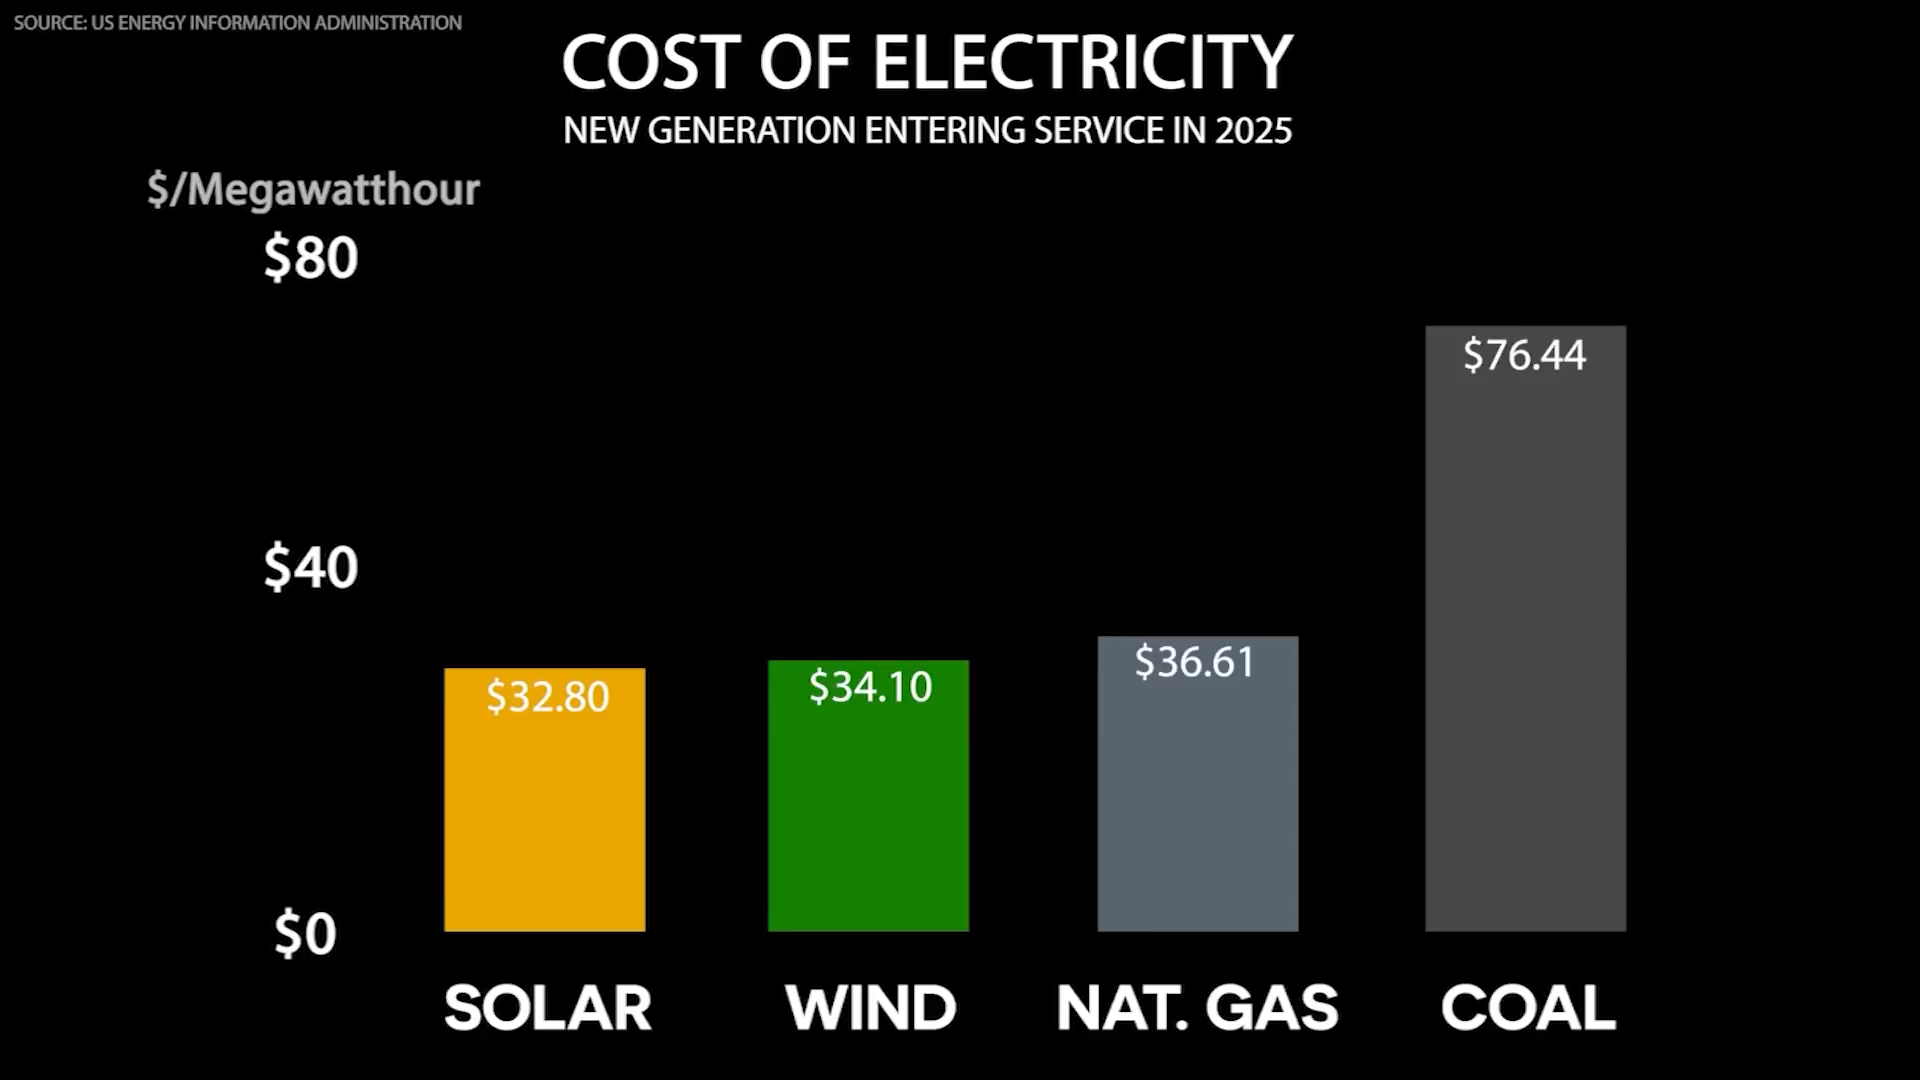 SOURCE: US ENERGY INFORMATION ADMINISTRATION
COST OF ELECTRICITY
NEW GENERATION ENTERING SERVICE IN 2025
$/Megawatthour
$80
$76.44
$40
$36.61
$34.10
$32.80
$0
SOLAR WIND NAT. GAS COAL